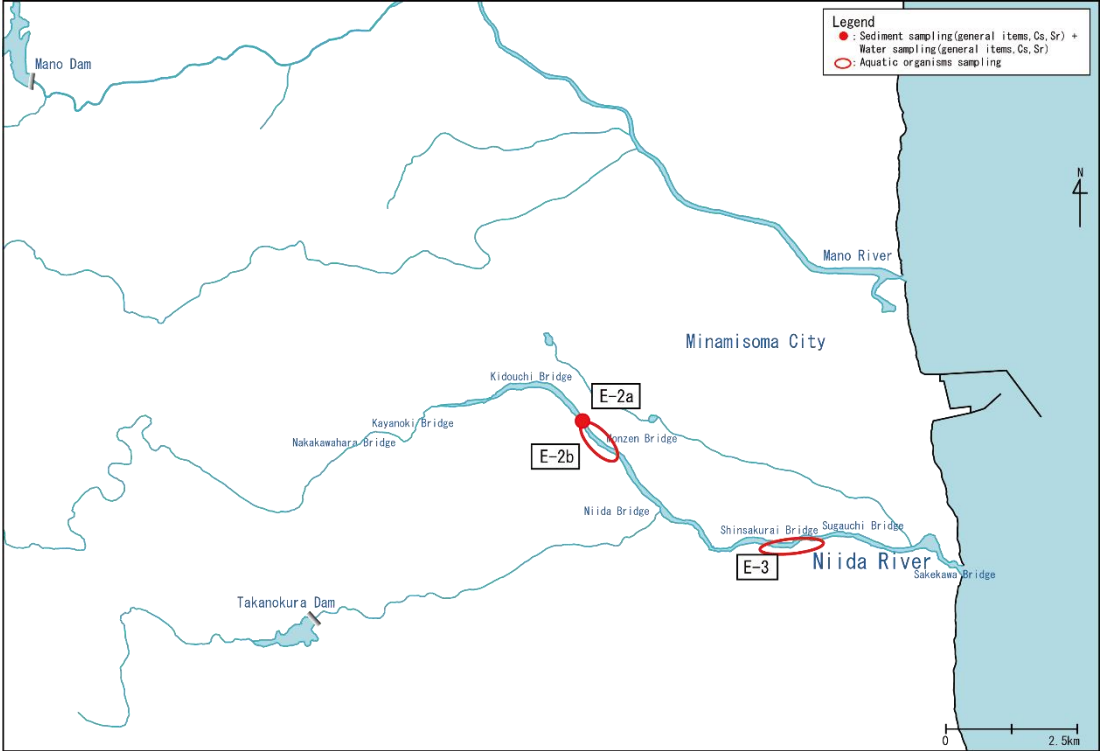 Legend
: Sediment sampling(general items, Cs, Sr) +
Water sampling(general items, Cs, Sr)
: Aquatic organisms sampling
Mano Dam
N
Mano River
Minamisoma City
Kidouchi Bridge
E-2a
Kayanoki Bridge
Nakakawahara Bridge
Monzen Bridge
E-2b
Niida Bridge
Shinsakurai Bridge
Sugauchi Bridge
E-3
Niida River
Sakekawa Bridge
Takanokura Dam
0
2.5km